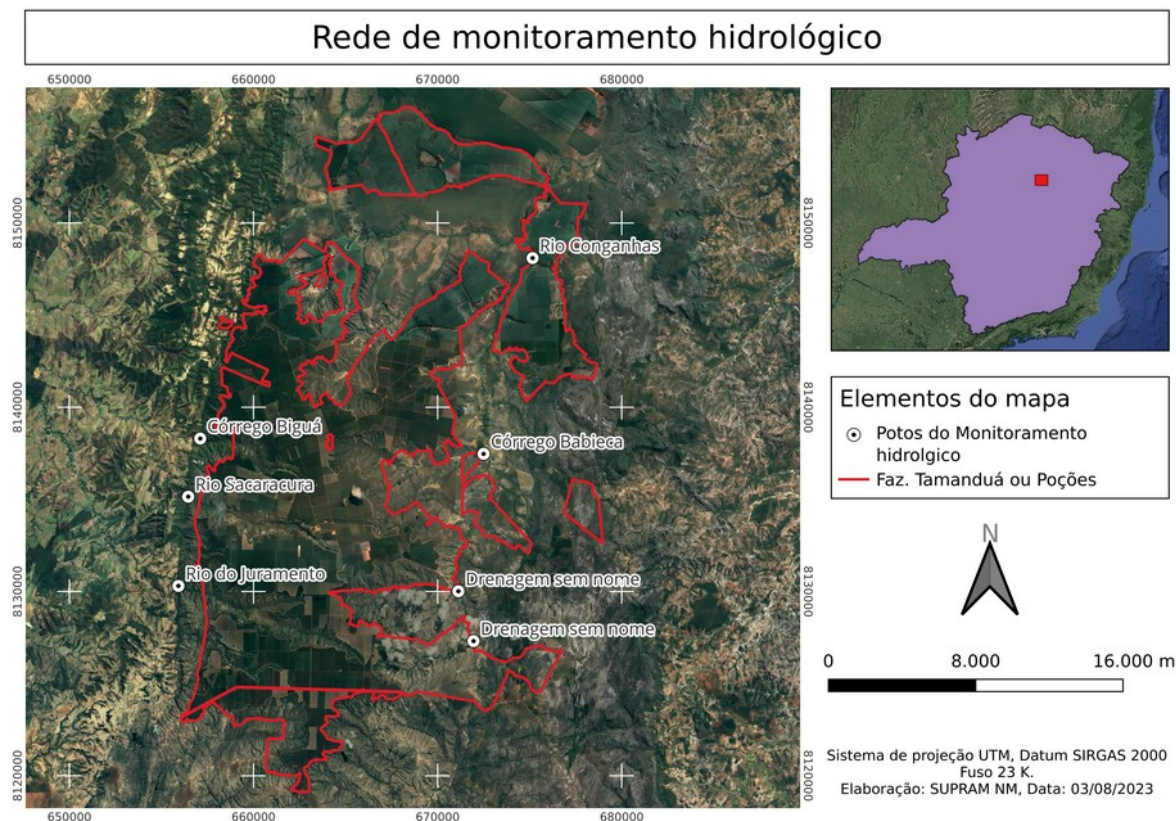 Rede de monitoramento hidrológico
650000
660000
670000
680000
8150000
8150000
Rio Conganhas
8140000
8140000
Córrego Biguá
Córrego Babieca
Rio Sacaracura
Rio do Juramento
Drenagem sem nome
8130000
8130000
Drenagem sem nome
8120000
8120000
650000
660000
670000
680000
Elementos do mapa
Potos do Monitoramento
hidrolgico
Faz. Tamanduá ou Poções
N
0
8.000
16.000 m
Sistema de projeção UTM, Datum SIRGAS 2000
Fuso 23 K.
Elaboração: SUPRAM NM, Data: 03/08/2023